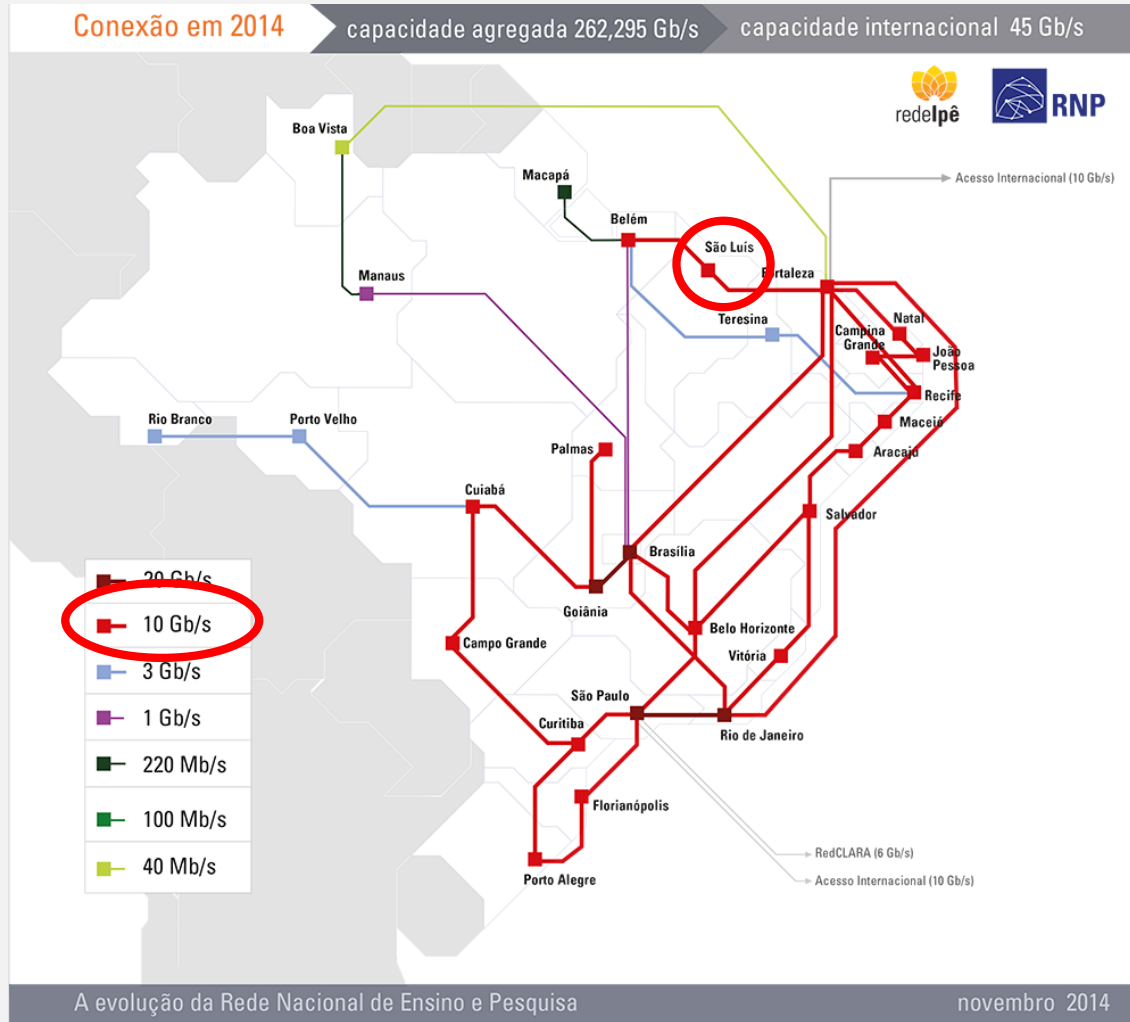 Conexão em 2014
capacidade agregada 262,295 Gb/s
capacidade internacional 45 Gb/s
redeIpê
RNP
Boa Vista
Acesso Internacional (10 Gb/s)
Macapá
Belém
São Luís
Manaus
Fortaleza
Teresina
Natal
Campina
Grande
João
Pessoa
Recife
Rio Branco
Porto Velho
Maceió
Palmas
Aracajú
Cuiabá
Salvador
Brasília
20 Gb/s
Goiânia
10 Gb/s
Belo Horizonte
Campo Grande
Vitória
3 Gb/s
São Paulo
1 Gb/s
Curitiba
Rio de Janeiro
220 Mb/s
Florianópolis
100 Mb/s
RedCLARA (6 Gb/s)
40 Mb/s
Porto Alegre
Acesso Internacional (10 Gb/s)
A evolução da Rede Nacional de Ensino e Pesquisa
novembro 2014